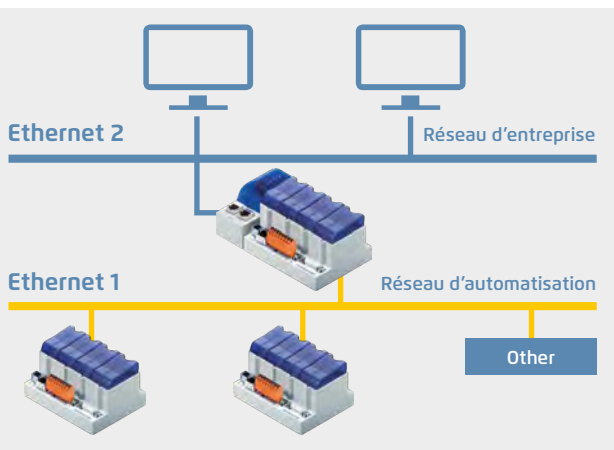 Ethernet 2
Réseau d'entreprise
Ethernet 1
Réseau d'automatisation
Other